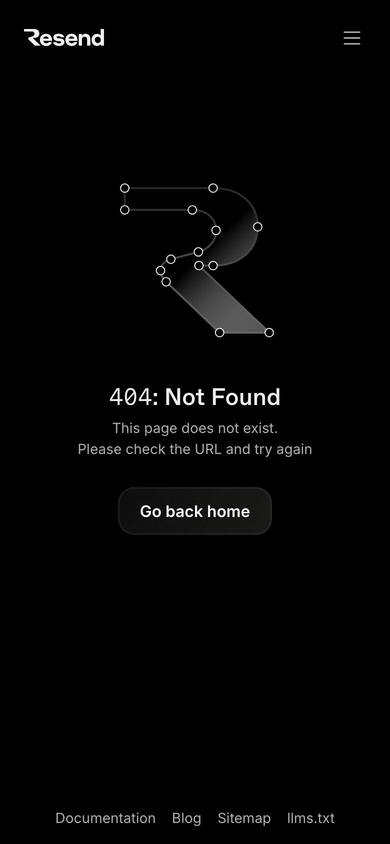 Resend
404: Not Found
This page does not exist.
Please check the URL and try again
Go back home
Documentation Blog Sitemap llms.txt